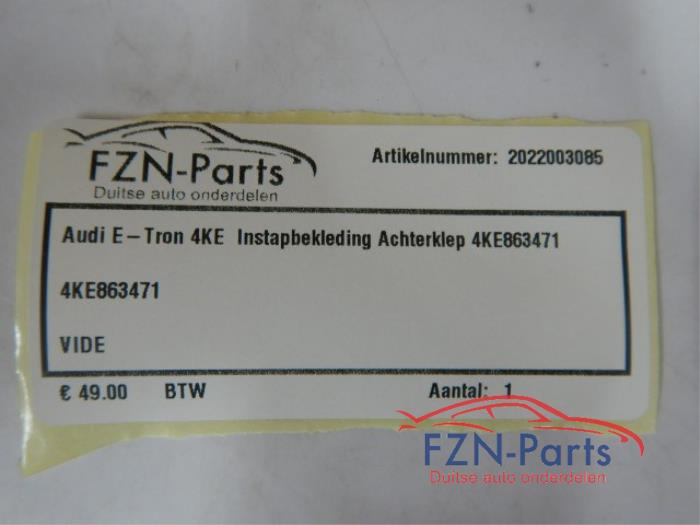 FZN-Parts
Duitse auto onderdelen
Artikelnummer: 2022003085
Audi E-Tron 4KE Instapbekleding Achterklep 4KE863471
4KE863471
VIDE
€ 49.00 BTW Aantal: 1
FZN-Parts
Duitse auto onderdelen